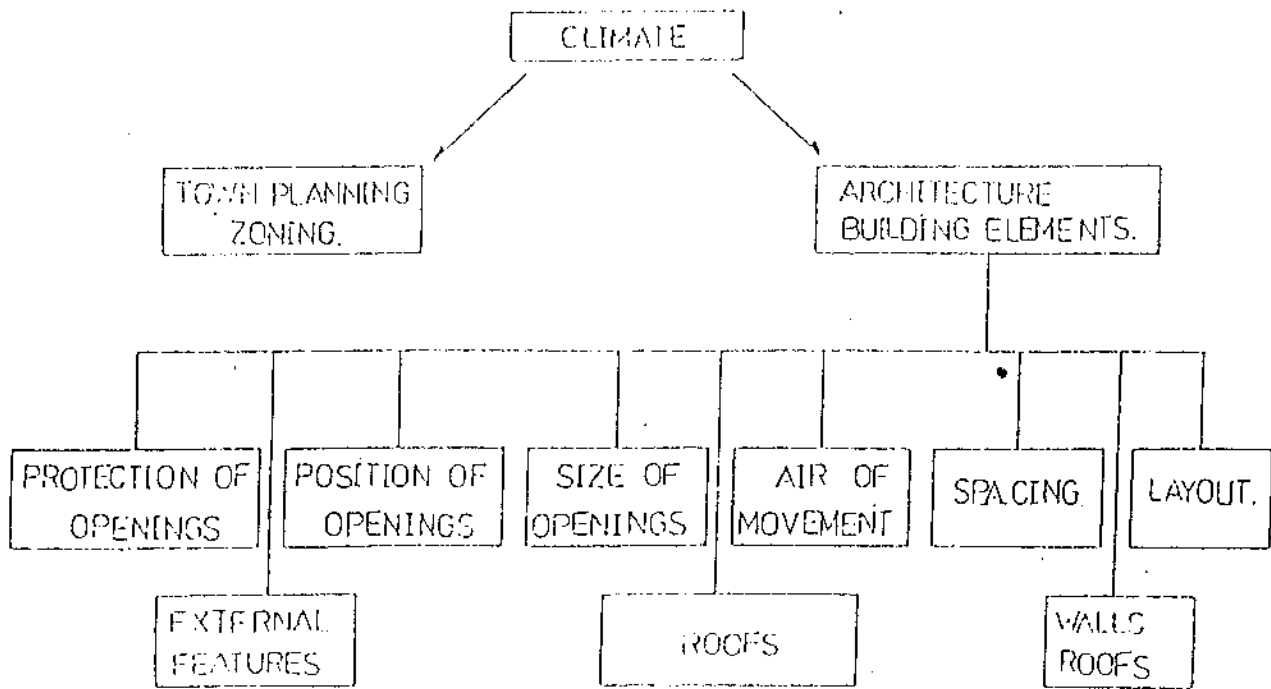 CLIMATE
TOWN PLANNING
ZONING.
ARCHITECTURE
BUILDING ELEMENTS.
PROTECTION OF
OPENINGS
POSITION OF
OPENINGS
SIZE OF
OPENINGS
AIR OF
MOVEMENT
SPACING
LAYOUT.
EXTERNAL
FEATURES
ROOFS
WALLS
ROOFS